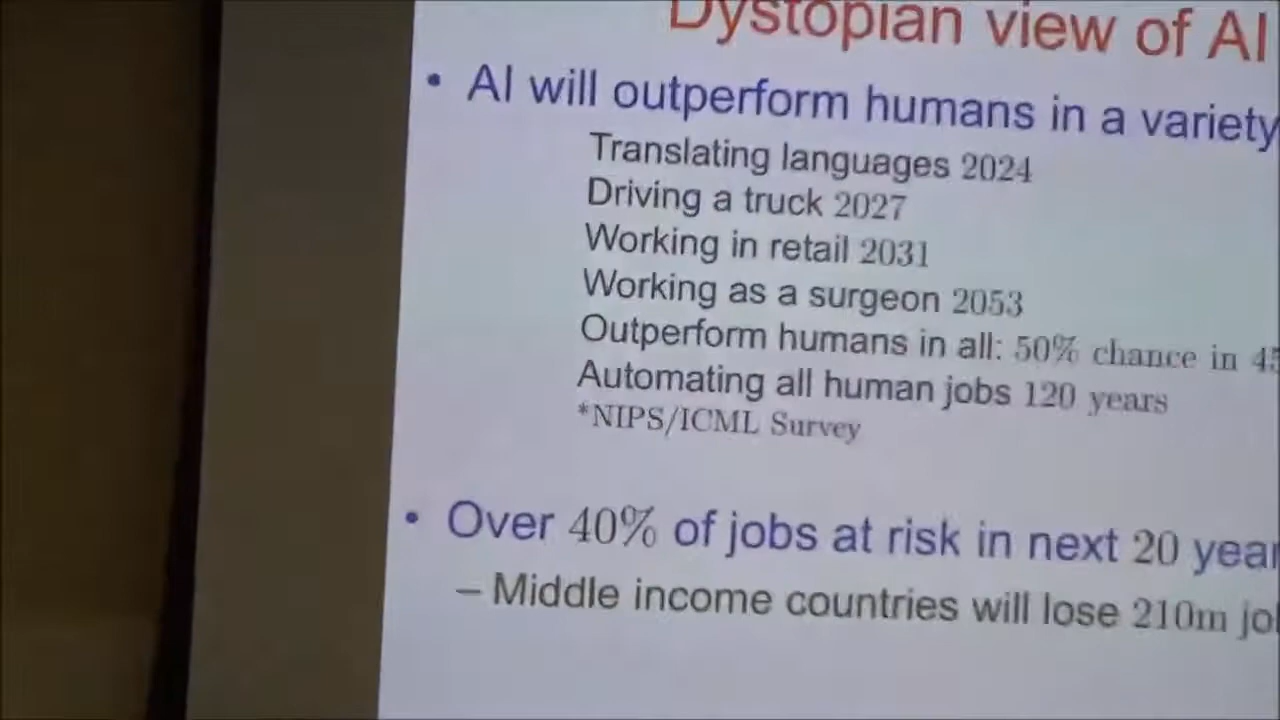 Dystopian view of AI
• AI will outperform humans in a variety
Translating languages 2024
Driving a truck 2027
Working in retail 2031
Working as a surgeon 2053
Outperform humans in all: 50% chance in 45
Automating all human jobs 120 years
*NIPS/ICML Survey
• Over 40% of jobs at risk in next 20
– Middle income countries will lose 210m